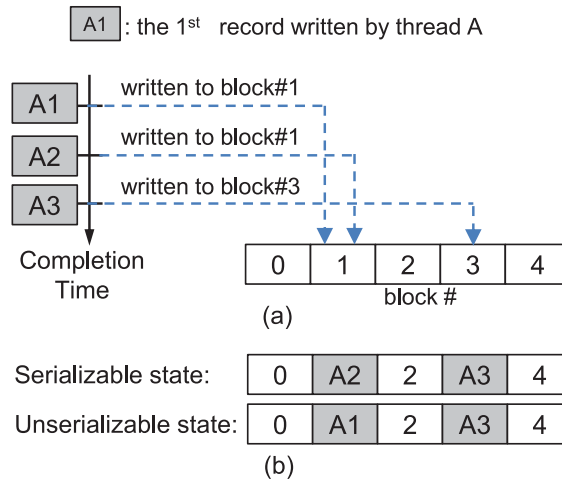 A1 : the 1st record written by thread A
A1 written to block#1
A2 written to block#1
A3 written to block#3
Completion
Time
0 1 2 3 4
block #
(a)
Serializable state: 0 A2 2 A3 4
Unserializable state: 0 A1 2 A3 4
(b)